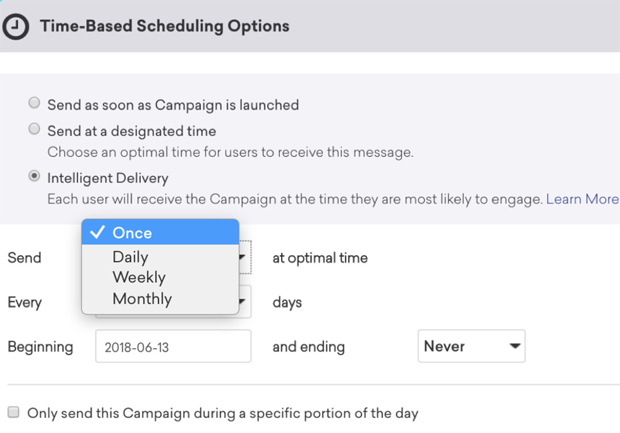 Time-Based Scheduling Options
Send as soon as Campaign is launched
Send at a designated time
Choose an optimal time for users to receive this message.
Intelligent Delivery
Each user will receive the Campaign at the time they are most likely to engage. Learn More
Once
Daily
Weekly
Monthly
Send at optimal time
Every days
Beginning 2018-06-13 and ending Never
Only send this Campaign during a specific portion of the day